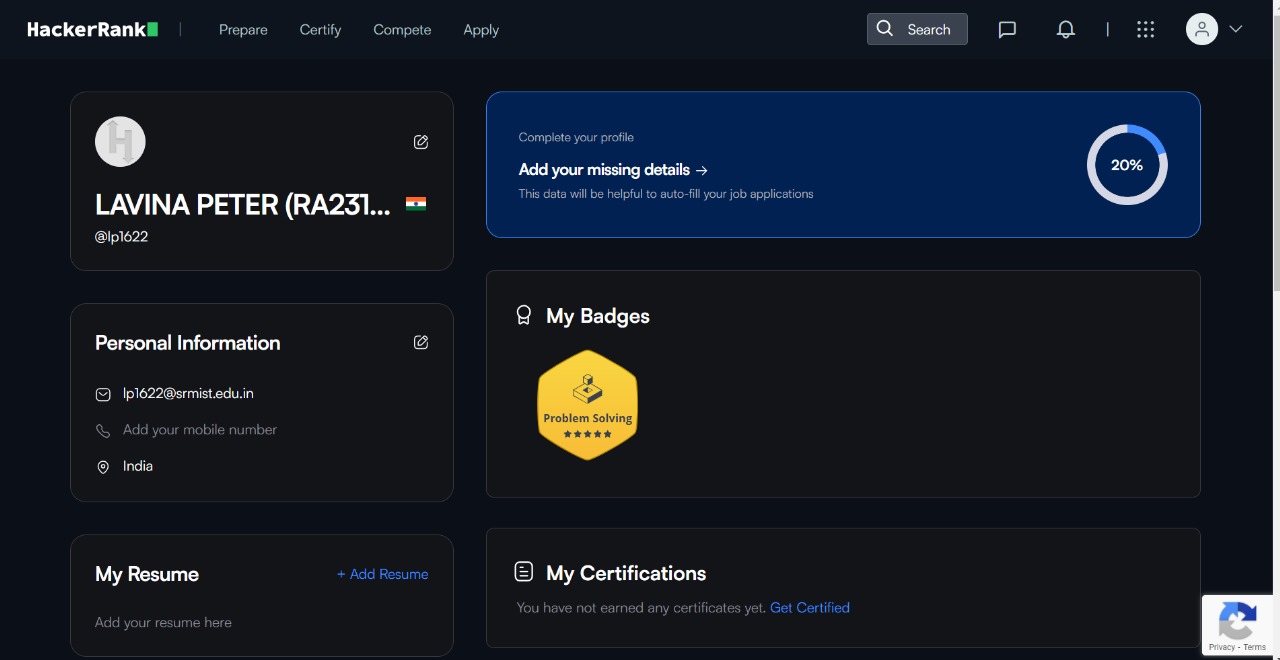 HackerRank
Prepare Certify Compete Apply
Search
LAVINA PETER (RA231...
@lp1622
Personal Information
lp1622@srmist.edu.in
Add your mobile number
India
My Resume
+ Add Resume
Add your resume here
Complete your profile
Add your missing details →
This data will be helpful to auto-fill your job applications
20%
My Badges
Problem Solving
★★★★★
My Certifications
You have not earned any certificates yet. Get Certified
Privacy - Terms